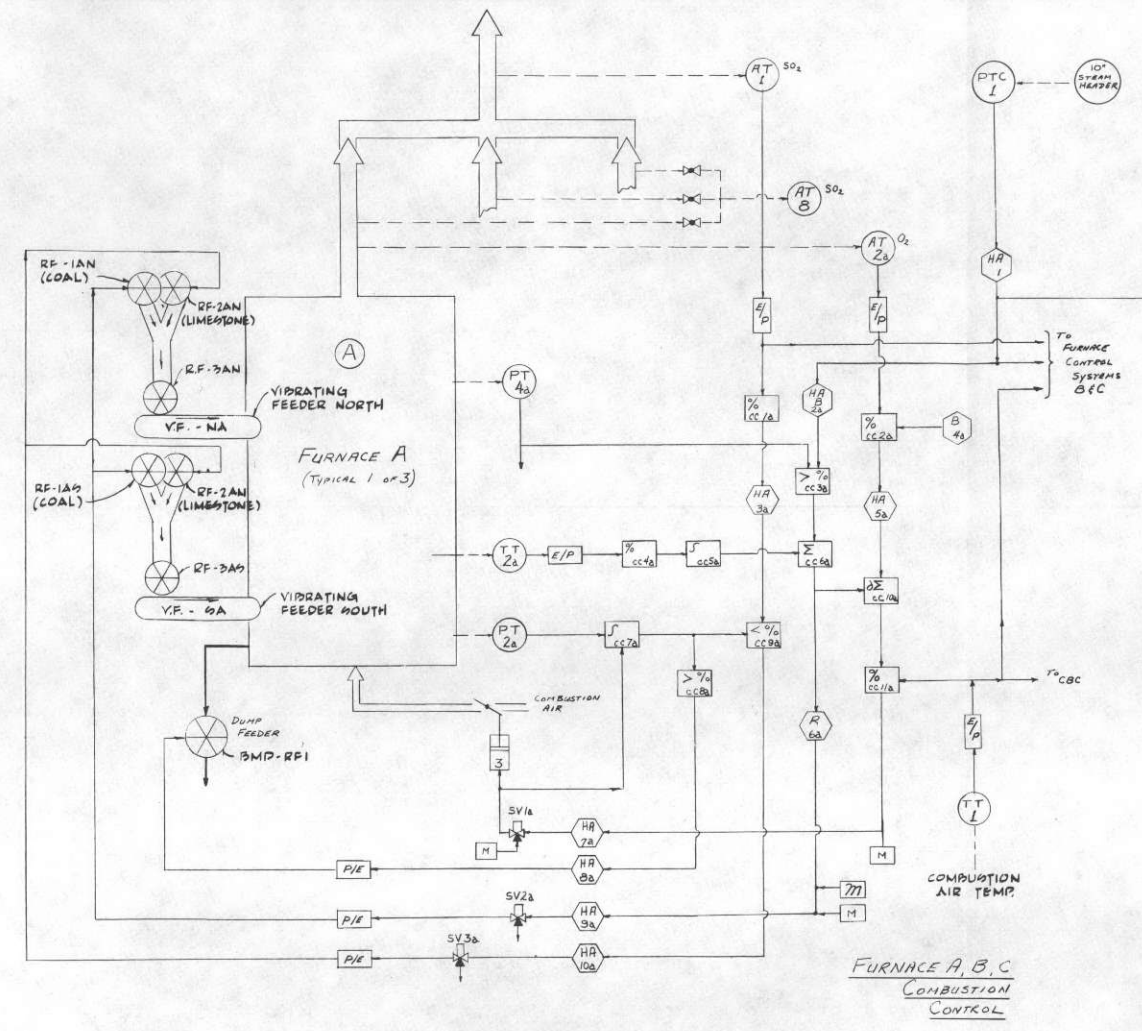 AT
1
SO₂
PTC
1
10#
STEAM
HEADER
AT
8
SO₂
AT
2a
O₂
HA
1
RF-1AN
(COAL)
RF-2AN
(LIMESTONE)
RF-3AN
VIBRATING
FEEDER NORTH
V.F. - NA
RF-1AS
(COAL)
RF-2AN
(LIMESTONE)
RF-3AS
VIBRATING
FEEDER SOUTH
V.F. - SA
A
FURNACE A
(TYPICAL 1 OF 3)
PT
4a
E/P
E/P
TO
FURNACE
CONTROL
SYSTEMS
B&C
% 
cc1a
HA
B
2a
%
cc2a
B
4a
> %
cc3a
HA
3a
HA
5a
TT
2a
E/P
%
cc4a
∫
cc5a
Σ
cc6a
∂Σ
cc10a
PT
2a
∫
cc7a
< %
cc9a
> %
cc8a
%
cc11a
TO CBC
R
6a
E/P
TT
1
COMBUSTION
AIR TEMP.
COMBUSTION
AIR
3
DUMP
FEEDER
BMD-RF1
SV1a
M
HA
7a
M
P/E
HA
8a
M
P/E
SV2a
HA
9a
M
P/E
SV3a
HA
10a
FURNACE A, B, C
COMBUSTION
CONTROL